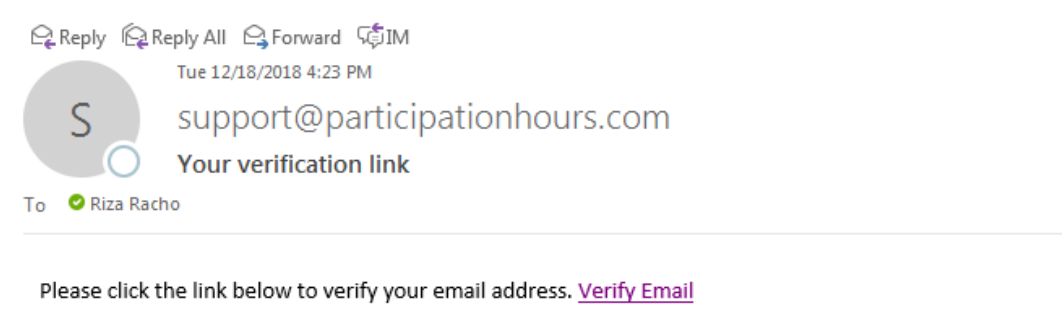 Reply Reply All Forward IM
Tue 12/18/2018 4:23 PM
S
support@participationhours.com
Your verification link
To Riza Racho
Please click the link below to verify your email address. Verify Email